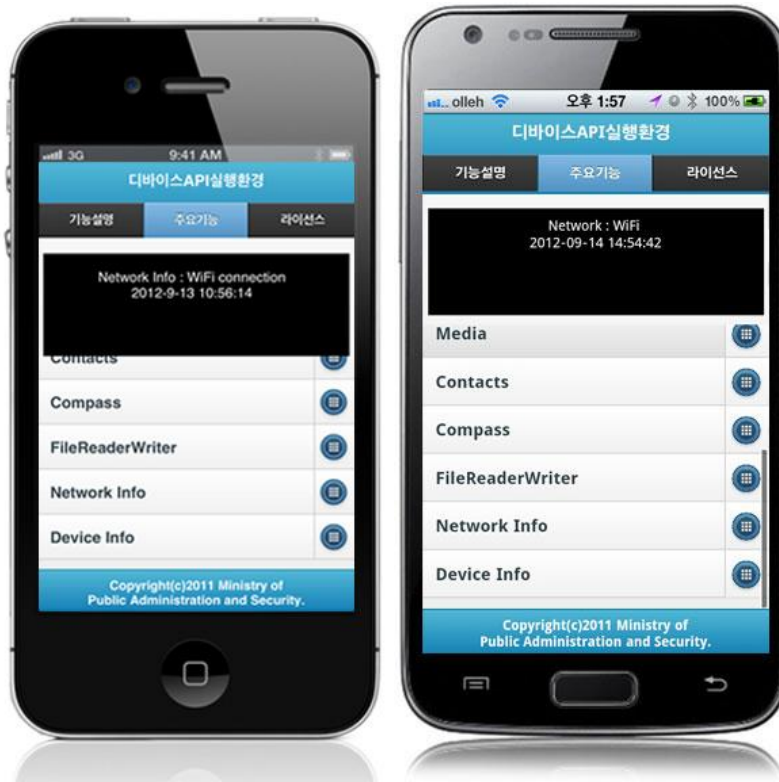 3G 9:41 AM
디바이스API실행환경
기능설명 주요기능 라이선스
Network Info : WiFi connection
2012-9-13 10:56:14
Contacts
Compass
FileReaderWriter
Network Info
Device Info
Copyright(c)2011 Ministry of
Public Administration and Security.
olleh 오후 1:57 100%
디바이스API실행환경
기능설명 주요기능 라이선스
Network : WiFi
2012-09-14 14:54:42
Media
Contacts
Compass
FileReaderWriter
Network Info
Device Info
Copyright(c)2011 Ministry of
Public Administration and Security.